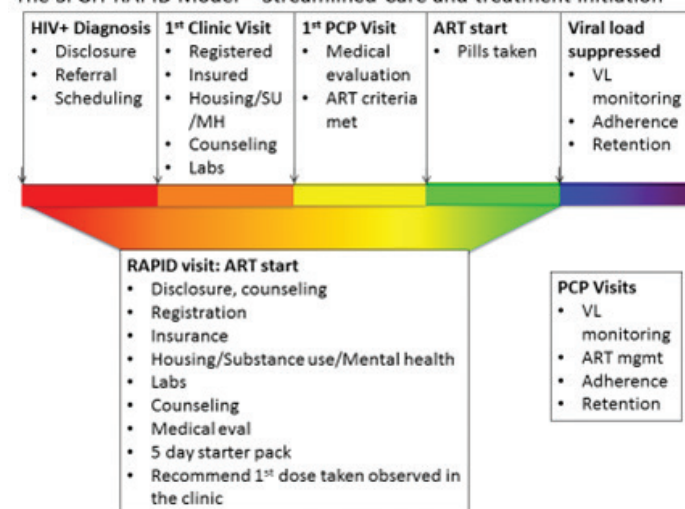 HIV+ Diagnosis
• Disclosure
• Referral
• Scheduling
1st Clinic Visit
• Registered
• Insured
• Housing/SU
/MH
• Counseling
• Labs
1st PCP Visit
• Medical
evaluation
• ART criteria
met
ART start
• Pills taken
Viral load
suppressed
• VL
monitoring
• Adherence
• Retention
RAPID visit: ART start
• Disclosure, counseling
• Registration
• Insurance
• Housing/Substance use/Mental health
• Labs
• Counseling
• Medical eval
• 5 day starter pack
• Recommend 1st dose taken observed in
the clinic
PCP Visits
• VL
monitoring
• ART mgmt
• Adherence
• Retention